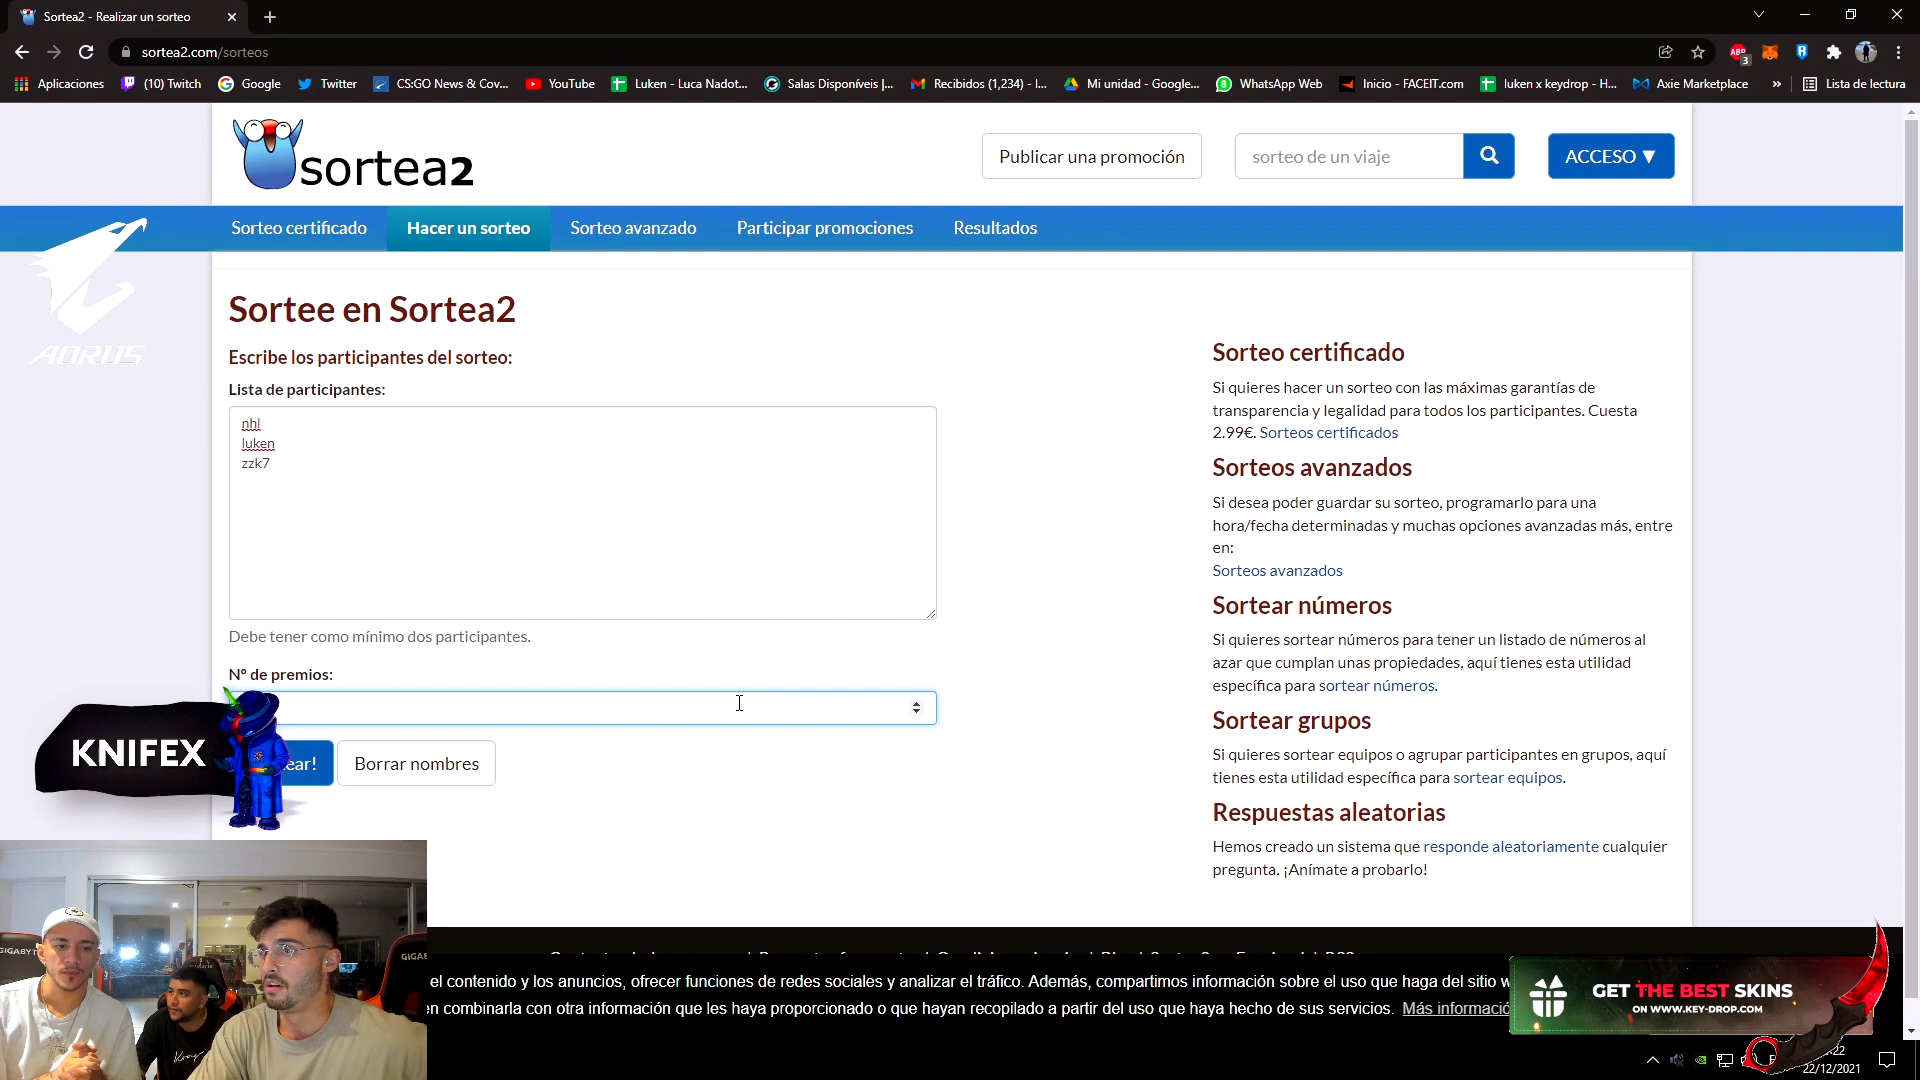 Sortea2 - Realizar un sorteo
sortea2.com/sorteos
ABP
3
Aplicaciones
(10) Twitch
Google
Twitter
CS:GO News & Cov...
YouTube
Luken - Luca Nadot...
Salas Disponíveis |...
Recibidos (1,234) - l...
Mi unidad - Google...
WhatsApp Web
Inicio - FACEIT.com
luken x keydrop - H...
Axie Marketplace
»
Lista de lectura
sortea2
Publicar una promoción
sorteo de un viaje
ACCESO ▼
Sorteo certificado
Hacer un sorteo
Sorteo avanzado
Participar promociones
Resultados
AORUS
Sortee en Sortea2
Escribe los participantes del sorteo:
Lista de participantes:
nhl
luken
zzk7
Debe tener como mínimo dos participantes.
Nº de premios:
ear!
Borrar nombres
KNIFEX
Sorteo certificado
Si quieres hacer un sorteo con las máximas garantías de
transparencia y legalidad para todos los participantes. Cuesta
2.99€. Sorteos certificados
Sorteos avanzados
Si desea poder guardar su sorteo, programarlo para una
hora/fecha determinadas y muchas opciones avanzadas más, entre
en:
Sorteos avanzados
Sortear números
Si quieres sortear números para tener un listado de números al
azar que cumplan unas propiedades, aquí tienes esta utilidad
específica para sortear números.
Sortear grupos
Si quieres sortear equipos o agrupar participantes en grupos, aquí
tienes esta utilidad específica para sortear equipos.
Respuestas aleatorias
Hemos creado un sistema que responde aleatoriamente cualquier
pregunta. ¡Anímate a probarlo!
el contenido y los anuncios, ofrecer funciones de redes sociales y analizar el tráfico. Además, compartimos información sobre el uso que haga del sitio w
en combinarla con otra información que les haya proporcionado o que hayan recopilado a partir del uso que haya hecho de sus servicios. Más informació
GIGABYT
GIGA
GET THE BEST SKINS
ON WWW.KEY-DROP.COM
:22
22/12/2021